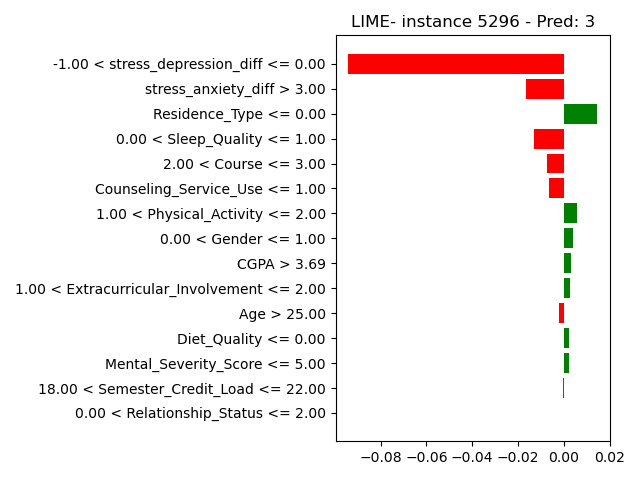 LIME- instance 5296 - Pred: 3
-1.00 < stress_depression_diff <= 0.00
stress_anxiety_diff > 3.00
Residence_Type <= 0.00
0.00 < Sleep_Quality <= 1.00
2.00 < Course <= 3.00
Counseling_Service_Use <= 1.00
1.00 < Physical_Activity <= 2.00
0.00 < Gender <= 1.00
CGPA > 3.69
1.00 < Extracurricular_Involvement <= 2.00
Age > 25.00
Diet_Quality <= 0.00
Mental_Severity_Score <= 5.00
18.00 < Semester_Credit_Load <= 22.00
0.00 < Relationship_Status <= 2.00
−0.08 −0.06 −0.04 −0.02 0.00 0.02